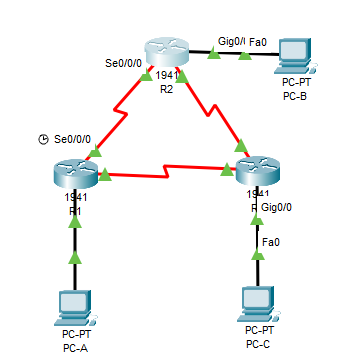 Gig0/ Fa0
Se0/0/0
1941
R2
PC-PT
PC-B
Se0/0/0
1941
R1
194
R
Gig0/0
Fa0
PC-PT
PC-A
PC-PT
PC-C